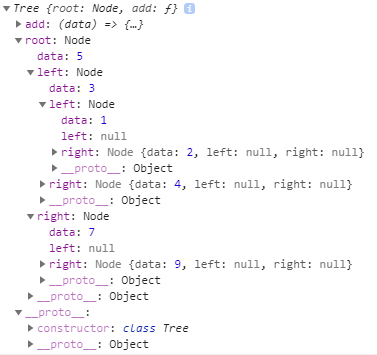 ▼ Tree {root: Node, add: ƒ} i
▶ add: (data) => {…}
▼ root: Node
data: 5
▼ left: Node
data: 3
▼ left: Node
data: 1
left: null
▶ right: Node {data: 2, left: null, right: null}
▶ __proto__: Object
▶ right: Node {data: 4, left: null, right: null}
▶ __proto__: Object
▼ right: Node
data: 7
left: null
▶ right: Node {data: 9, left: null, right: null}
▶ __proto__: Object
▶ __proto__: Object
▼ __proto__:
▶ constructor: class Tree
▶ __proto__: Object